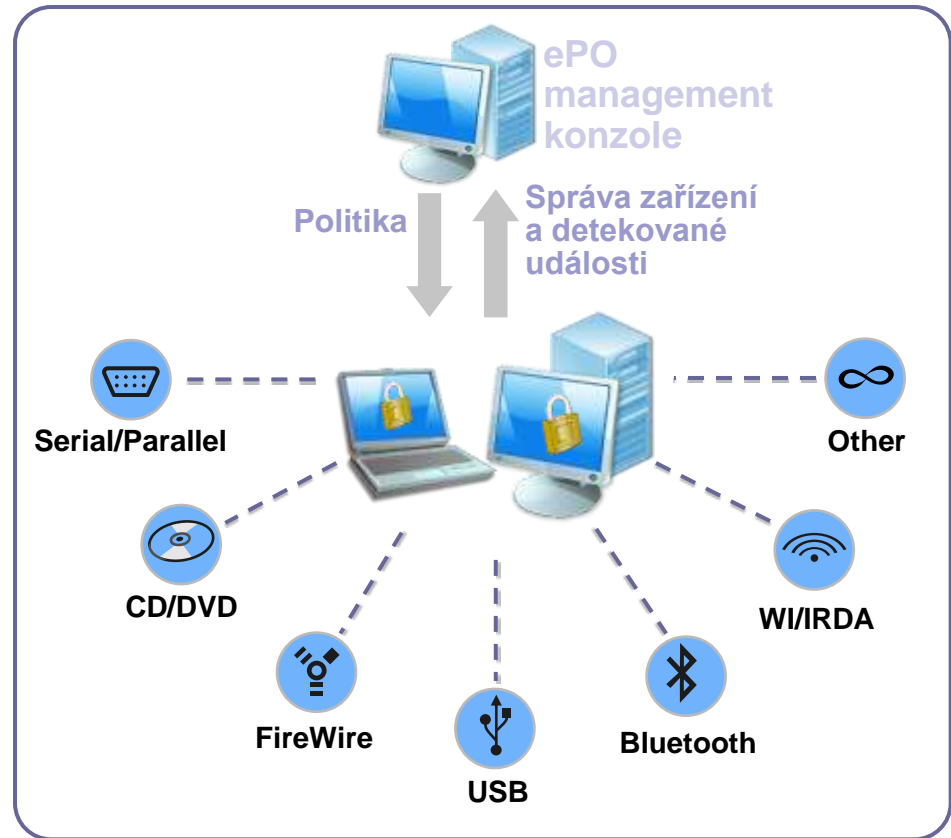 ePO
management
konzole
Politika
Správa zařízení
a detekované
události
Serial/Parallel
Other
CD/DVD
WI/IRDA
FireWire
Bluetooth
USB